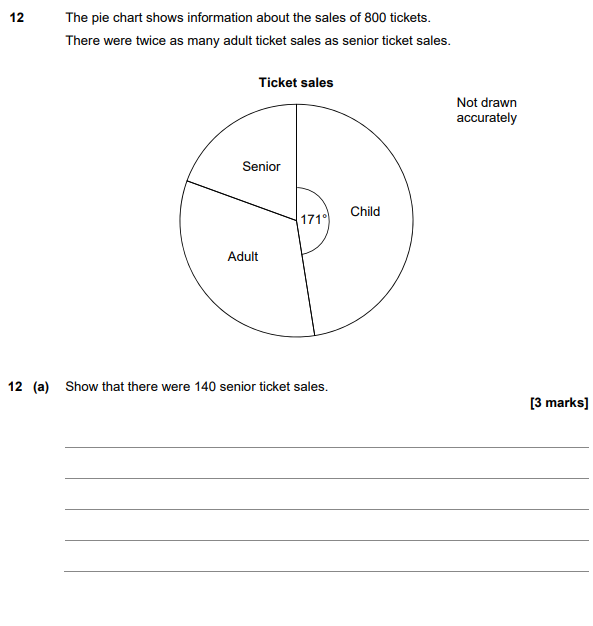 12 The pie chart shows information about the sales of 800 tickets.
There were twice as many adult ticket sales as senior ticket sales.
Ticket sales
Not drawn
accurately
Senior
171°
Child
Adult
12 (a) Show that there were 140 senior ticket sales.
[3 marks]